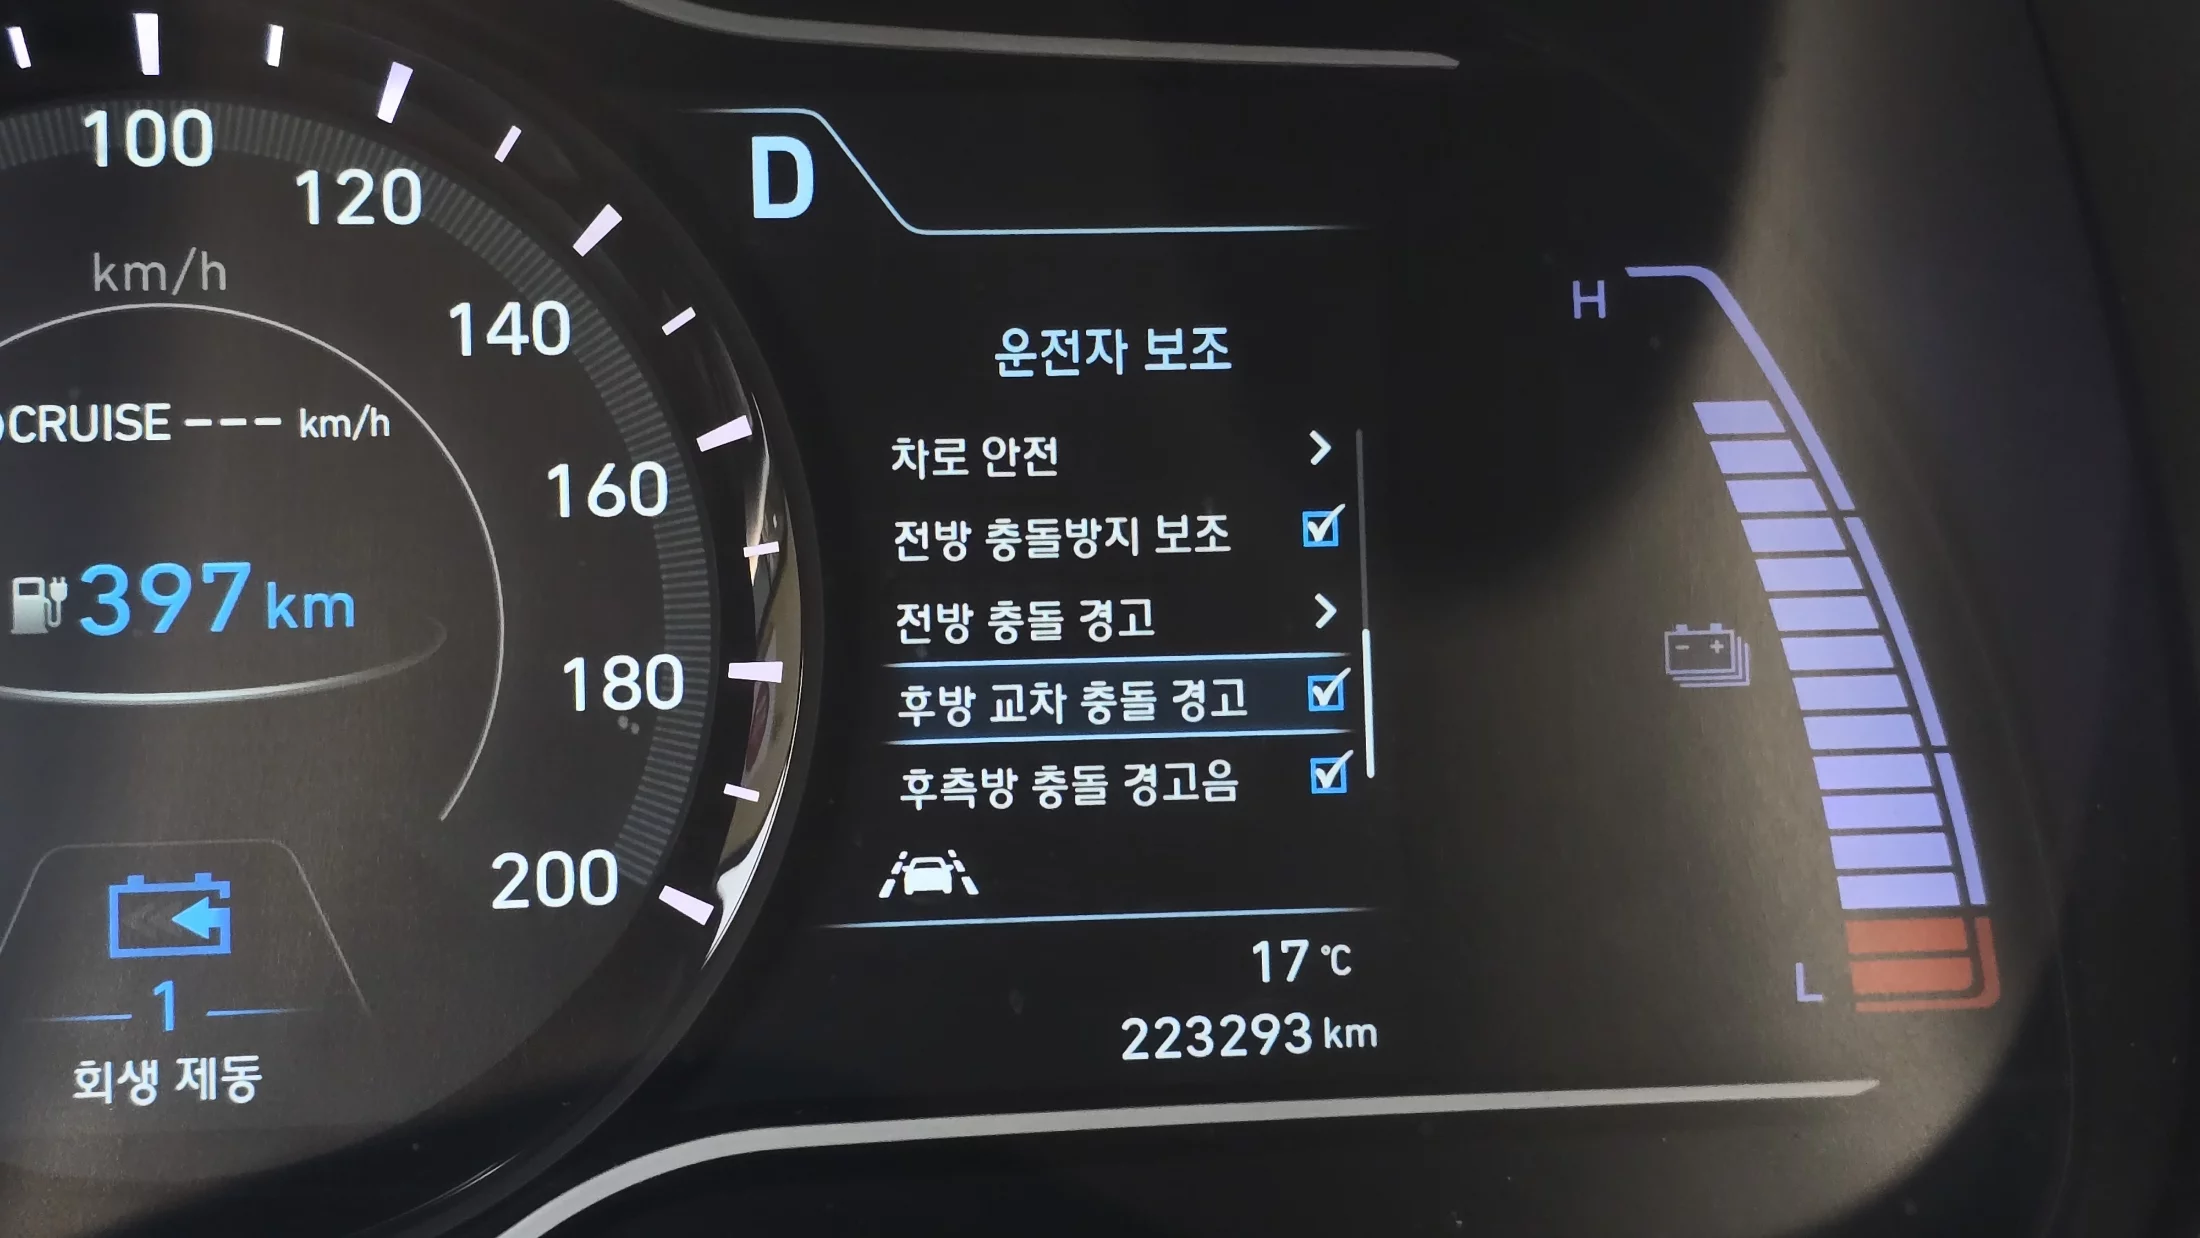 100
120
km/h
140
CRUISE --- km/h
160
397 km
180
200
1
회생 제동
D
운전자 보조
차로 안전
전방 충돌방지 보조
전방 충돌 경고
후방 교차 충돌 경고
후측방 충돌 경고음
17 ℃
223293 km
H
- +
L